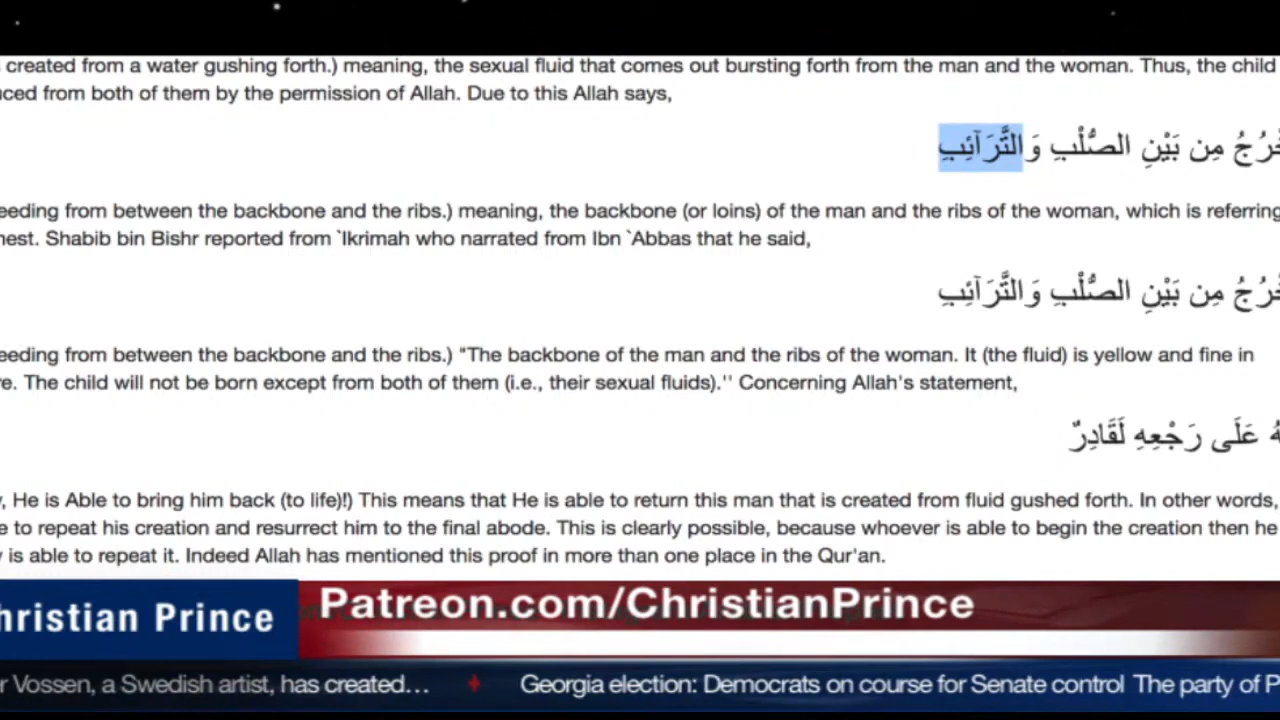 created from a water gushing forth.) meaning, the sexual fluid that comes out bursting forth from the man and the woman. Thus, the child
ced from both of them by the permission of Allah. Due to this Allah says,
مِن بَيْنِ الصُّلْبِ وَالتَّرَآئِبِ
eeding from between the backbone and the ribs.) meaning, the backbone (or loins) of the man and the ribs of the woman, which is referring
nest. Shabib bin Bishr reported from `Ikrimah who narrated from Ibn `Abbas that he said,
مِن بَيْنِ الصُّلْبِ وَالتَّرَآئِبِ
eeding from between the backbone and the ribs.) "The backbone of the man and the ribs of the woman. It (the fluid) is yellow and fine in
e. The child will not be born except from both of them (i.e., their sexual fluids).'' Concerning Allah's statement,
عَلَى رَجْعِهِ لَقَادِرٌ
, He is Able to bring him back (to life)!) This means that He is able to return this man that is created from fluid gushed forth. In other words,
e to repeat his creation and resurrect him to the final abode. This is clearly possible, because whoever is able to begin the creation then he
is able to repeat it. Indeed Allah has mentioned this proof in more than one place in the Qur'an.
Patreon.com/ChristianPrince
hristian Prince
r Vossen, a Swedish artist, has created... Georgia election: Democrats on course for Senate control The party of P